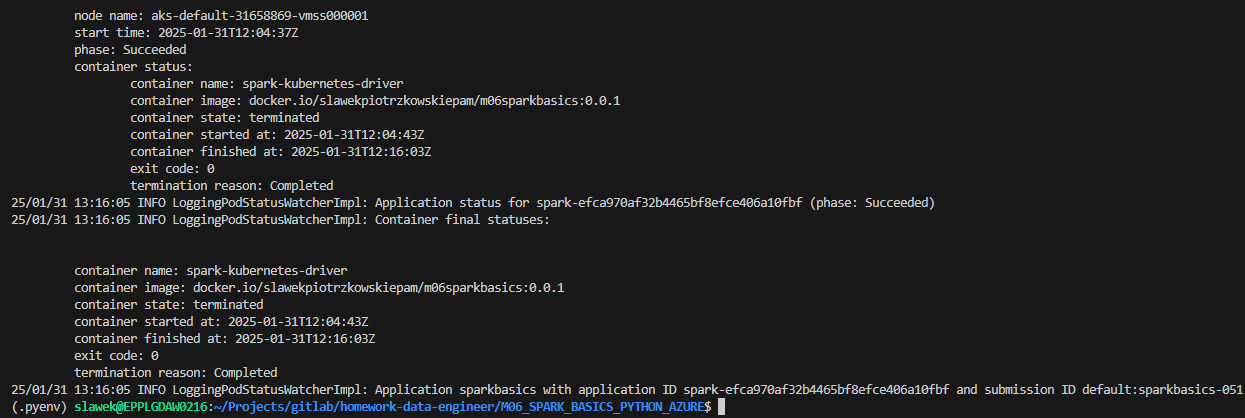 node name: aks-default-31658869-vmss000001
start time: 2025-01-31T12:04:37Z
phase: Succeeded
container status:
container name: spark-kubernetes-driver
container image: docker.io/slawekpiotrzkowskiepam/m06sparkbasics:0.0.1
container state: terminated
container started at: 2025-01-31T12:04:43Z
container finished at: 2025-01-31T12:16:03Z
exit code: 0
termination reason: Completed
25/01/31 13:16:05 INFO LoggingPodStatusWatcherImpl: Application status for spark-efca970af32b4465bf8efce406a10fbf (phase: Succeeded)
25/01/31 13:16:05 INFO LoggingPodStatusWatcherImpl: Container final statuses:
container name: spark-kubernetes-driver
container image: docker.io/slawekpiotrzkowskiepam/m06sparkbasics:0.0.1
container state: terminated
container started at: 2025-01-31T12:04:43Z
container finished at: 2025-01-31T12:16:03Z
exit code: 0
termination reason: Completed
25/01/31 13:16:05 INFO LoggingPodStatusWatcherImpl: Application sparkbasics with application ID spark-efca970af32b4465bf8efce406a10fbf and submission ID default:sparkbasics-051
(.pyenv) slawek@EPPLGDAW0216:~/Projects/gitlab/homework-data-engineer/M06_SPARK_BASICS_PYTHON_AZURE$